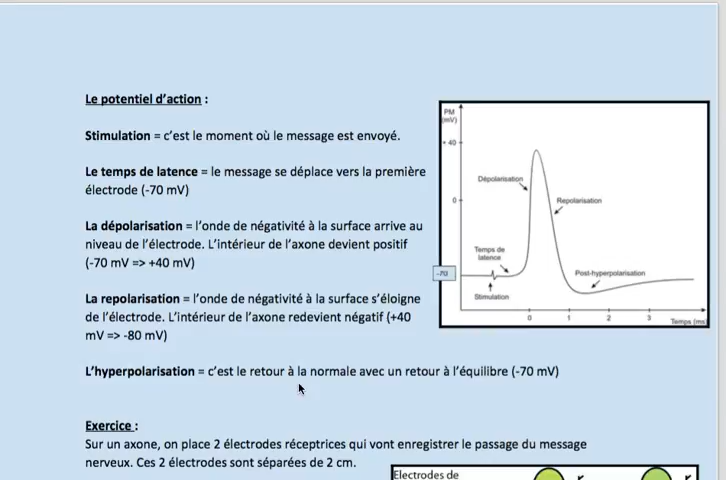 Le potentiel d'action :
Stimulation = c'est le moment où le message est envoyé.
Le temps de latence = le message se déplace vers la première
électrode (-70 mV)
La dépolarisation = l'onde de négativité à la surface arrive au
niveau de l'électrode. L'intérieur de l'axone devient positif
(-70 mV => +40 mV)
La repolarisation = l'onde de négativité à la surface s'éloigne
de l'électrode. L'intérieur de l'axone redevient négatif (+40
mV => -80 mV)
L'hyperpolarisation = c'est le retour à la normale avec un retour à l'équilibre (-70 mV)
PM
(mV)
+ 40
Dépolarisation
0
Repolarisation
Temps de
latence
-70
Post-hyperpolarisation
Stimulation
0 1 2 3
Temps (ms)
Exercice :
Sur un axone, on place 2 électrodes réceptrices qui vont enregistrer le passage du message
nerveux. Ces 2 électrodes sont séparées de 2 cm.
Electrodes de